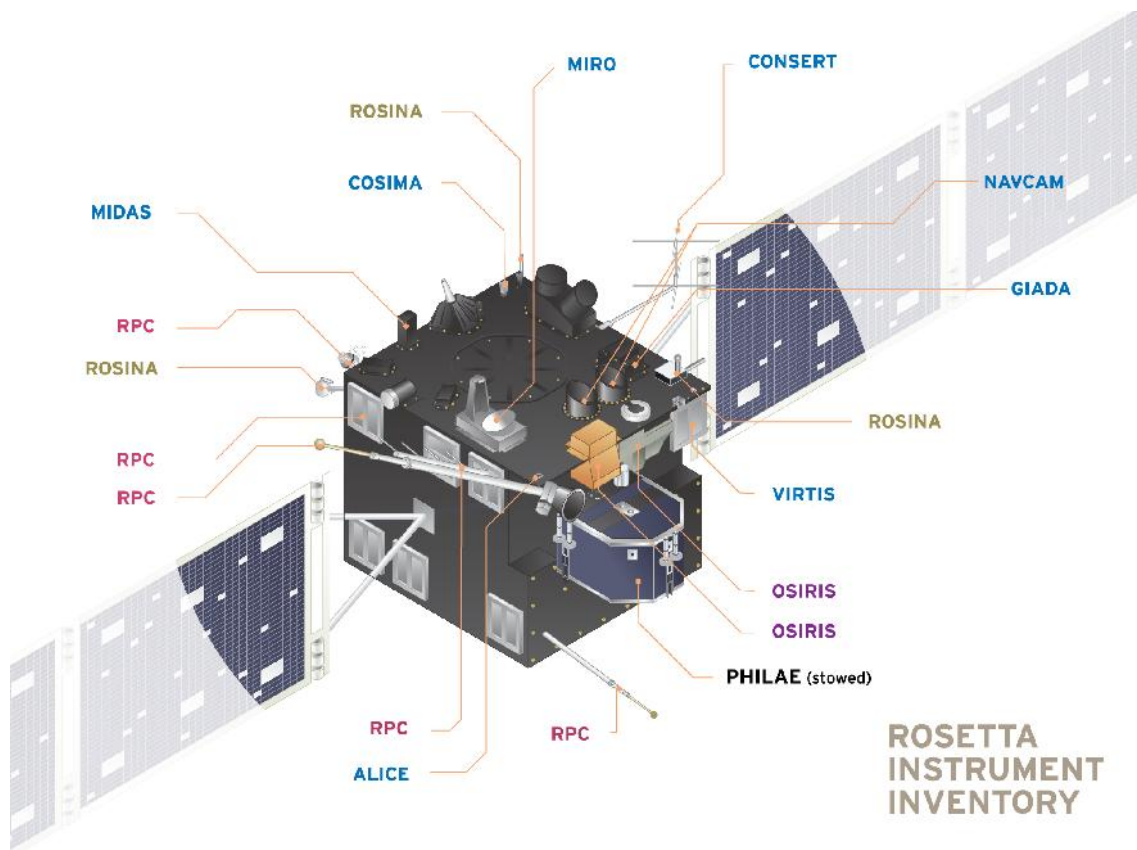 MIRO
CONSERT
ROSINA
COSIMA
NAVCAM
MIDAS
GIADA
RPC
ROSINA
ROSINA
RPC
RPC
VIRTIS
OSIRIS
OSIRIS
PHILAE (stowed)
RPC
RPC
ALICE
ROSETTA
INSTRUMENT
INVENTORY